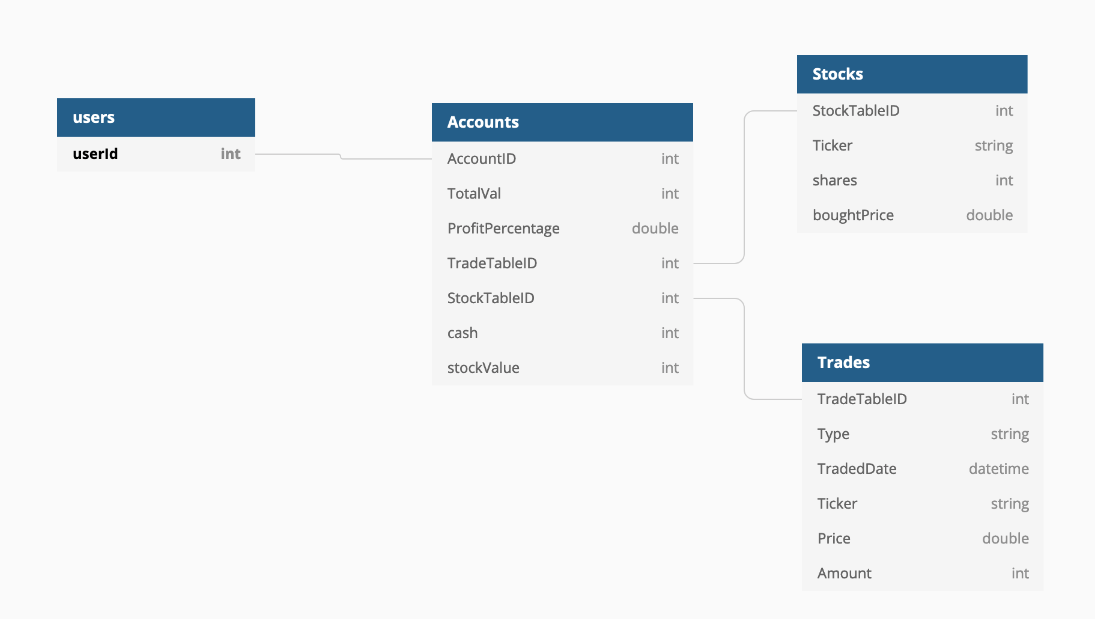 users
userId int
Accounts
AccountID int
TotalVal int
ProfitPercentage double
TradeTableID int
StockTableID int
cash int
stockValue int
Stocks
StockTableID int
Ticker string
shares int
boughtPrice double
Trades
TradeTableID int
Type string
TradedDate datetime
Ticker string
Price double
Amount int